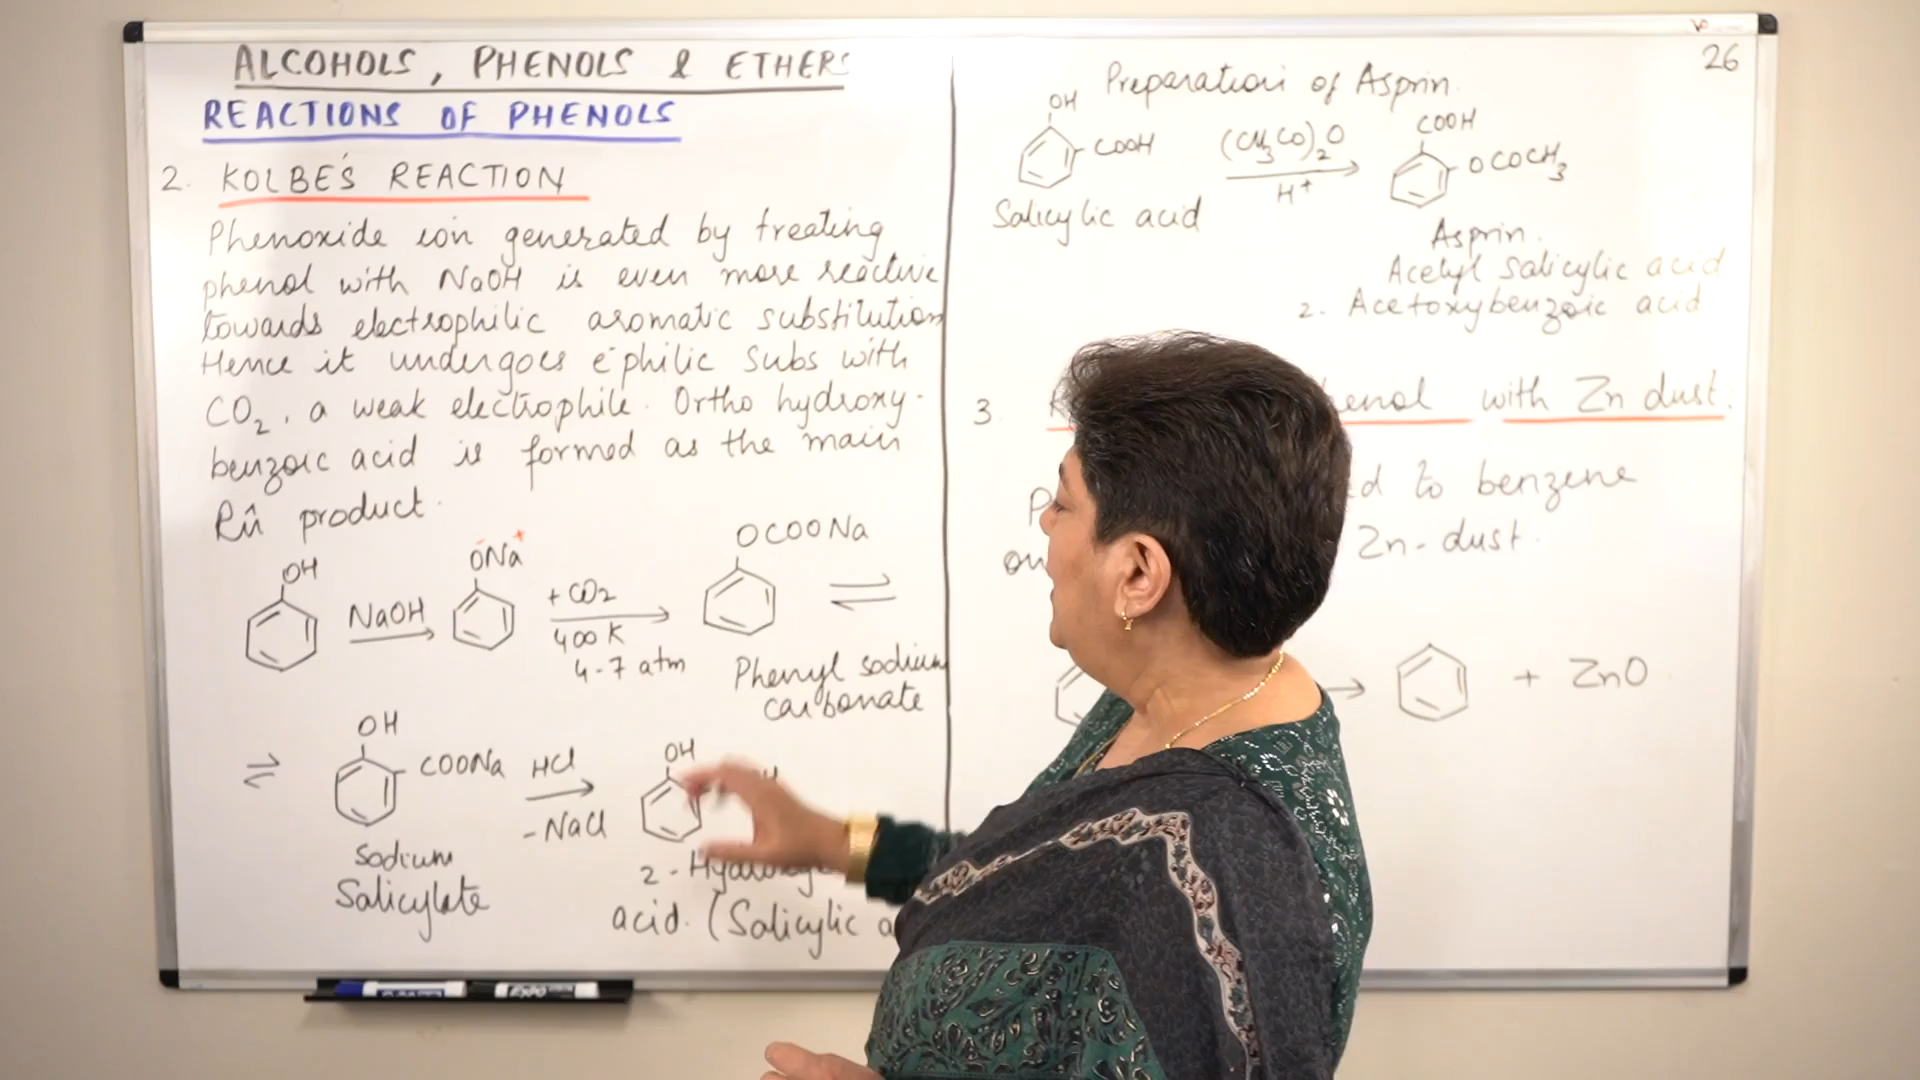 ALCOHOLS, PHENOLS & ETHERS
REACTIONS OF PHENOLS
2. KOLBE'S REACTION
Phenoxide ion generated by treating
phenol with NaOH is even more reactive
towards electrophilic aromatic substitution
Hence it undergoes e⁻philic subs with
CO2, a weak electrophile. Ortho hydroxy-
benzoic acid is formed as the main
product.
OH
NaOH
ŌNa⁺
+ CO2
400 K
4-7 atm
OCOONa
⇌
Phenyl sodium
carbonate
⇌
OH
COONa
Sodium
Salicylate
HCl
-NaCl
OH
2-
acid. (Salicylic
26
Preparation of Asprin.
OH
COOH
Salicylic acid
(CH3CO)2O
H+
COOH
OCOCH3
Asprin.
Acetyl Salicylic acid
2. Acetoxybenzoic acid
3. with Zn dust.
to benzene
Zn-dust.
→ + ZnO